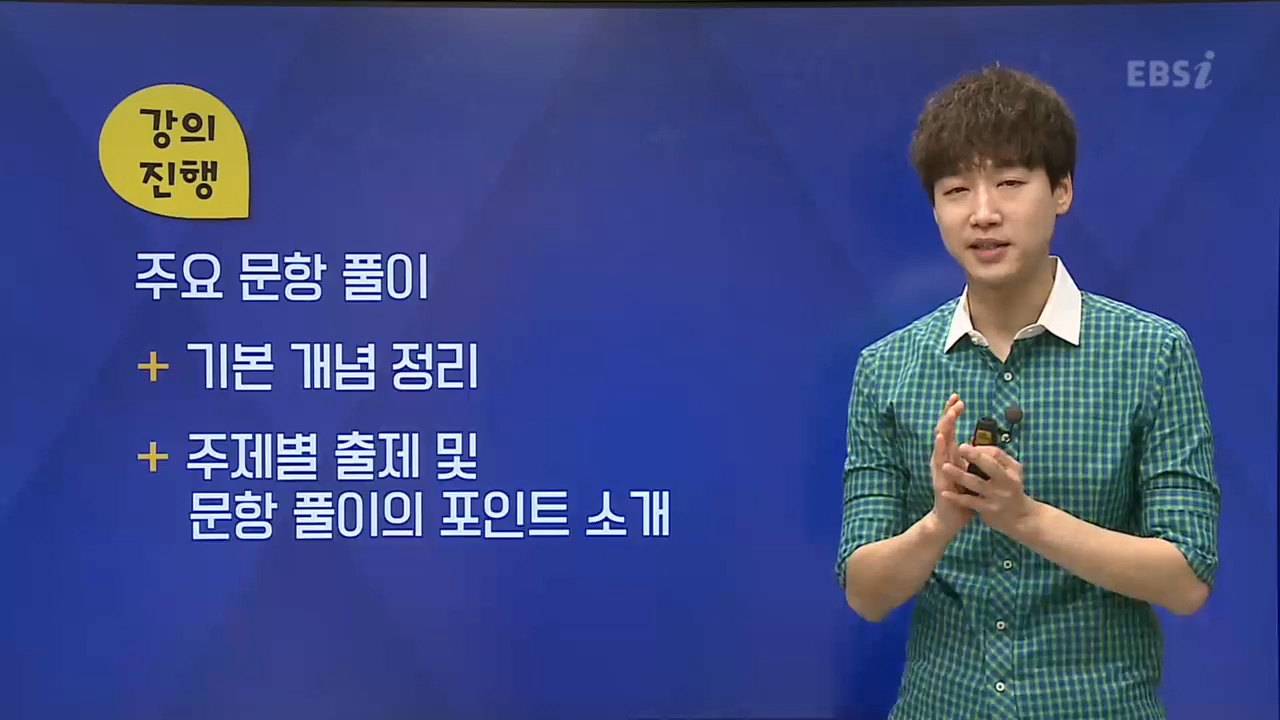 EBSi
강의
진행
주요 문항 풀이
+ 기본 개념 정리
+ 주제별 출제 및
문항 풀이의 포인트 소개